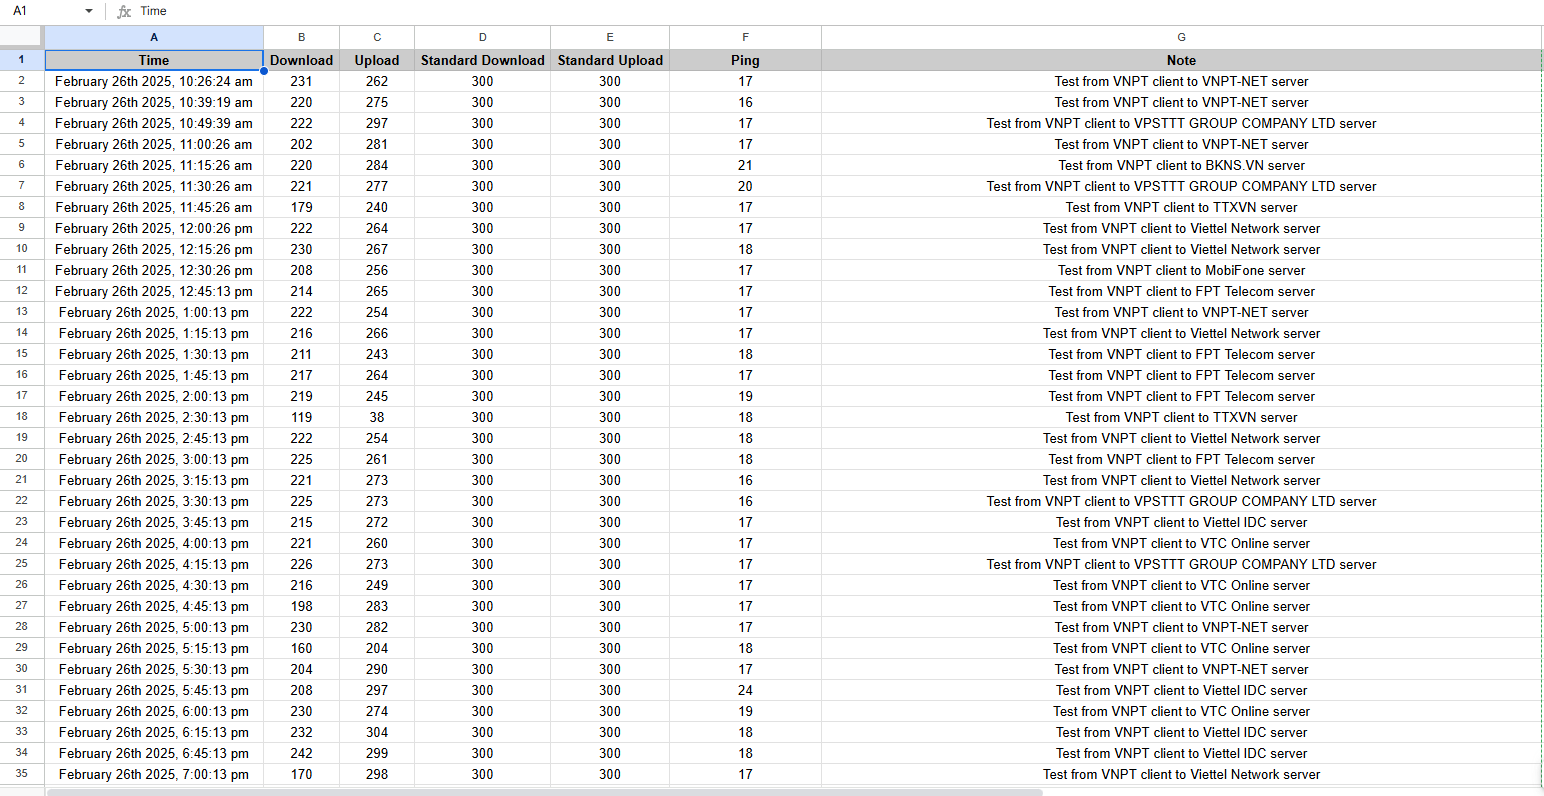 A1 fx Time
A B C D E F G
1 Time Download Upload Standard Download Standard Upload Ping Note
2 February 26th 2025, 10:26:24 am 231 262 300 300 17 Test from VNPT client to VNPT-NET server
3 February 26th 2025, 10:39:19 am 220 275 300 300 16 Test from VNPT client to VNPT-NET server
4 February 26th 2025, 10:49:39 am 222 297 300 300 17 Test from VNPT client to VPSTTT GROUP COMPANY LTD server
5 February 26th 2025, 11:00:26 am 202 281 300 300 17 Test from VNPT client to VNPT-NET server
6 February 26th 2025, 11:15:26 am 220 284 300 300 21 Test from VNPT client to BKNS.VN server
7 February 26th 2025, 11:30:26 am 221 277 300 300 20 Test from VNPT client to VPSTTT GROUP COMPANY LTD server
8 February 26th 2025, 11:45:26 am 179 240 300 300 17 Test from VNPT client to TTXVN server
9 February 26th 2025, 12:00:26 pm 222 264 300 300 17 Test from VNPT client to Viettel Network server
10 February 26th 2025, 12:15:26 pm 230 267 300 300 18 Test from VNPT client to Viettel Network server
11 February 26th 2025, 12:30:26 pm 208 256 300 300 17 Test from VNPT client to MobiFone server
12 February 26th 2025, 12:45:13 pm 214 265 300 300 17 Test from VNPT client to FPT Telecom server
13 February 26th 2025, 1:00:13 pm 222 254 300 300 17 Test from VNPT client to VNPT-NET server
14 February 26th 2025, 1:15:13 pm 216 266 300 300 17 Test from VNPT client to Viettel Network server
15 February 26th 2025, 1:30:13 pm 211 243 300 300 18 Test from VNPT client to FPT Telecom server
16 February 26th 2025, 1:45:13 pm 217 264 300 300 17 Test from VNPT client to FPT Telecom server
17 February 26th 2025, 2:00:13 pm 219 245 300 300 19 Test from VNPT client to FPT Telecom server
18 February 26th 2025, 2:30:13 pm 119 38 300 300 18 Test from VNPT client to TTXVN server
19 February 26th 2025, 2:45:13 pm 222 254 300 300 18 Test from VNPT client to Viettel Network server
20 February 26th 2025, 3:00:13 pm 225 261 300 300 18 Test from VNPT client to FPT Telecom server
21 February 26th 2025, 3:15:13 pm 221 273 300 300 16 Test from VNPT client to Viettel Network server
22 February 26th 2025, 3:30:13 pm 225 273 300 300 16 Test from VNPT client to VPSTTT GROUP COMPANY LTD server
23 February 26th 2025, 3:45:13 pm 215 272 300 300 17 Test from VNPT client to Viettel IDC server
24 February 26th 2025, 4:00:13 pm 221 260 300 300 17 Test from VNPT client to VTC Online server
25 February 26th 2025, 4:15:13 pm 226 273 300 300 17 Test from VNPT client to VPSTTT GROUP COMPANY LTD server
26 February 26th 2025, 4:30:13 pm 216 249 300 300 17 Test from VNPT client to VTC Online server
27 February 26th 2025, 4:45:13 pm 198 283 300 300 17 Test from VNPT client to VTC Online server
28 February 26th 2025, 5:00:13 pm 230 282 300 300 17 Test from VNPT client to VNPT-NET server
29 February 26th 2025, 5:15:13 pm 160 204 300 300 18 Test from VNPT client to VTC Online server
30 February 26th 2025, 5:30:13 pm 204 290 300 300 17 Test from VNPT client to VNPT-NET server
31 February 26th 2025, 5:45:13 pm 208 297 300 300 24 Test from VNPT client to Viettel IDC server
32 February 26th 2025, 6:00:13 pm 230 274 300 300 19 Test from VNPT client to VTC Online server
33 February 26th 2025, 6:15:13 pm 232 304 300 300 18 Test from VNPT client to Viettel IDC server
34 February 26th 2025, 6:45:13 pm 242 299 300 300 18 Test from VNPT client to Viettel IDC server
35 February 26th 2025, 7:00:13 pm 170 298 300 300 17 Test from VNPT client to Viettel Network server